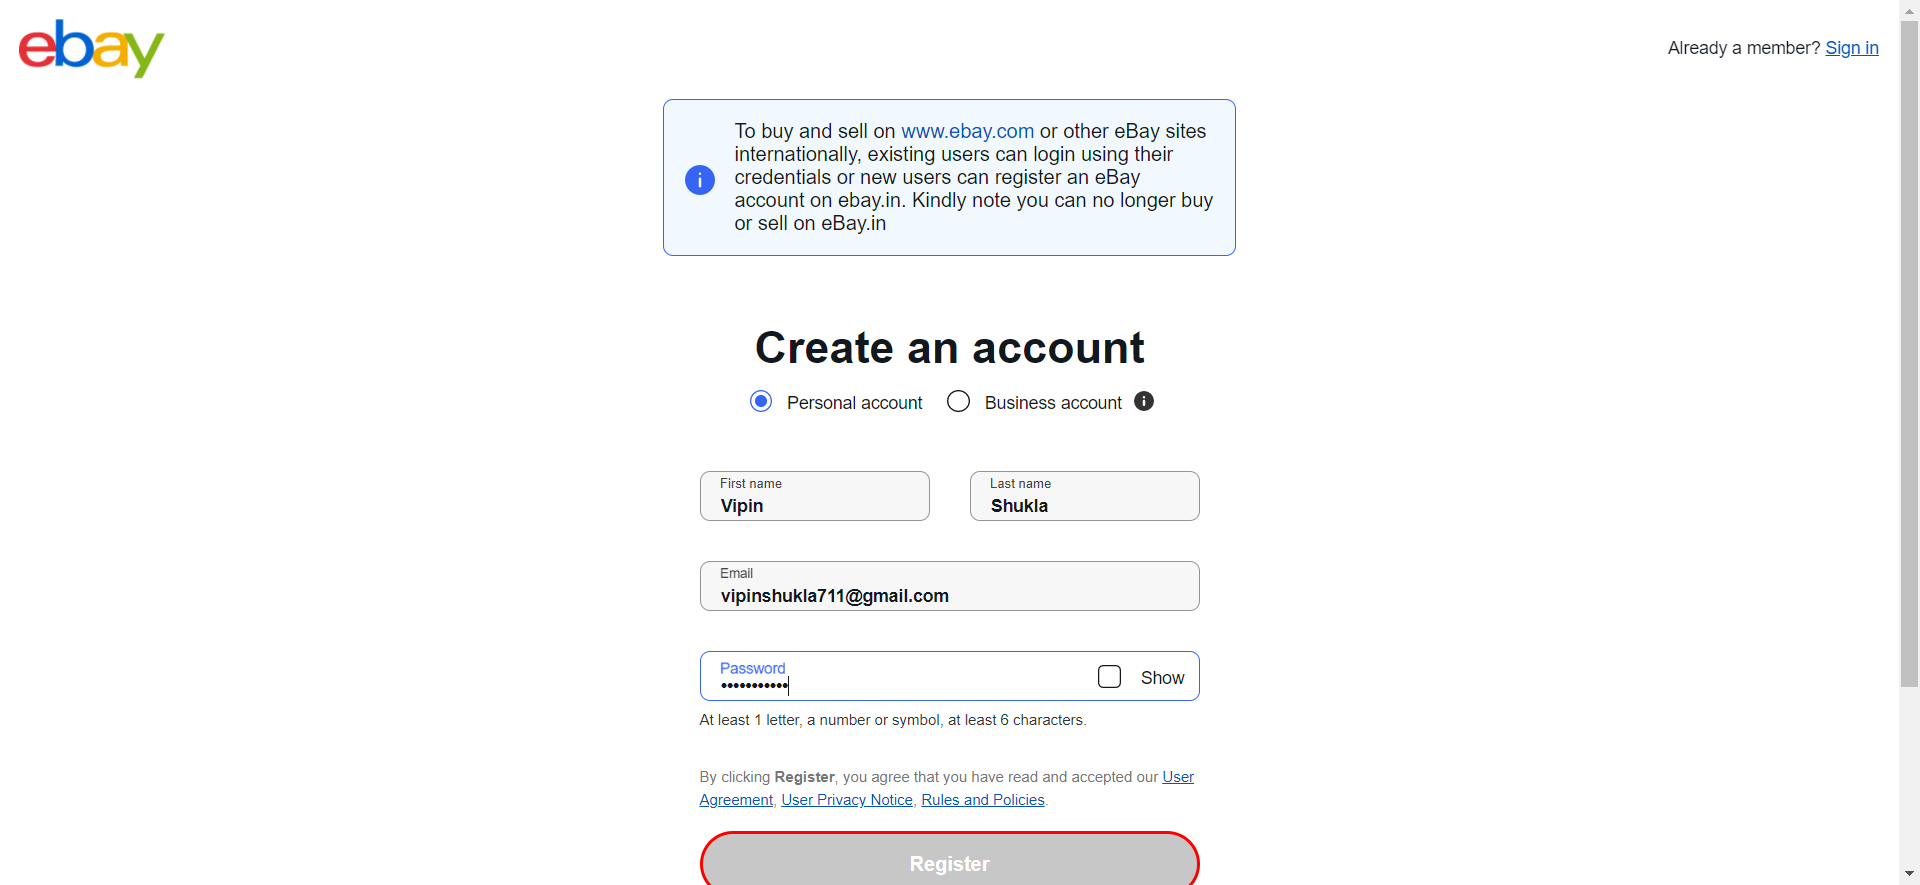 ebay
Already a member? Sign in
To buy and sell on www.ebay.com or other eBay sites
internationally, existing users can login using their
credentials or new users can register an eBay
account on ebay.in. Kindly note you can no longer buy
or sell on eBay.in
Create an account
Personal account
Business account
First name
Vipin
Last name
Shukla
Email
vipinshukla711@gmail.com
Password
•••••••••••
Show
At least 1 letter, a number or symbol, at least 6 characters.
By clicking Register, you agree that you have read and accepted our User
Agreement, User Privacy Notice, Rules and Policies.
Register